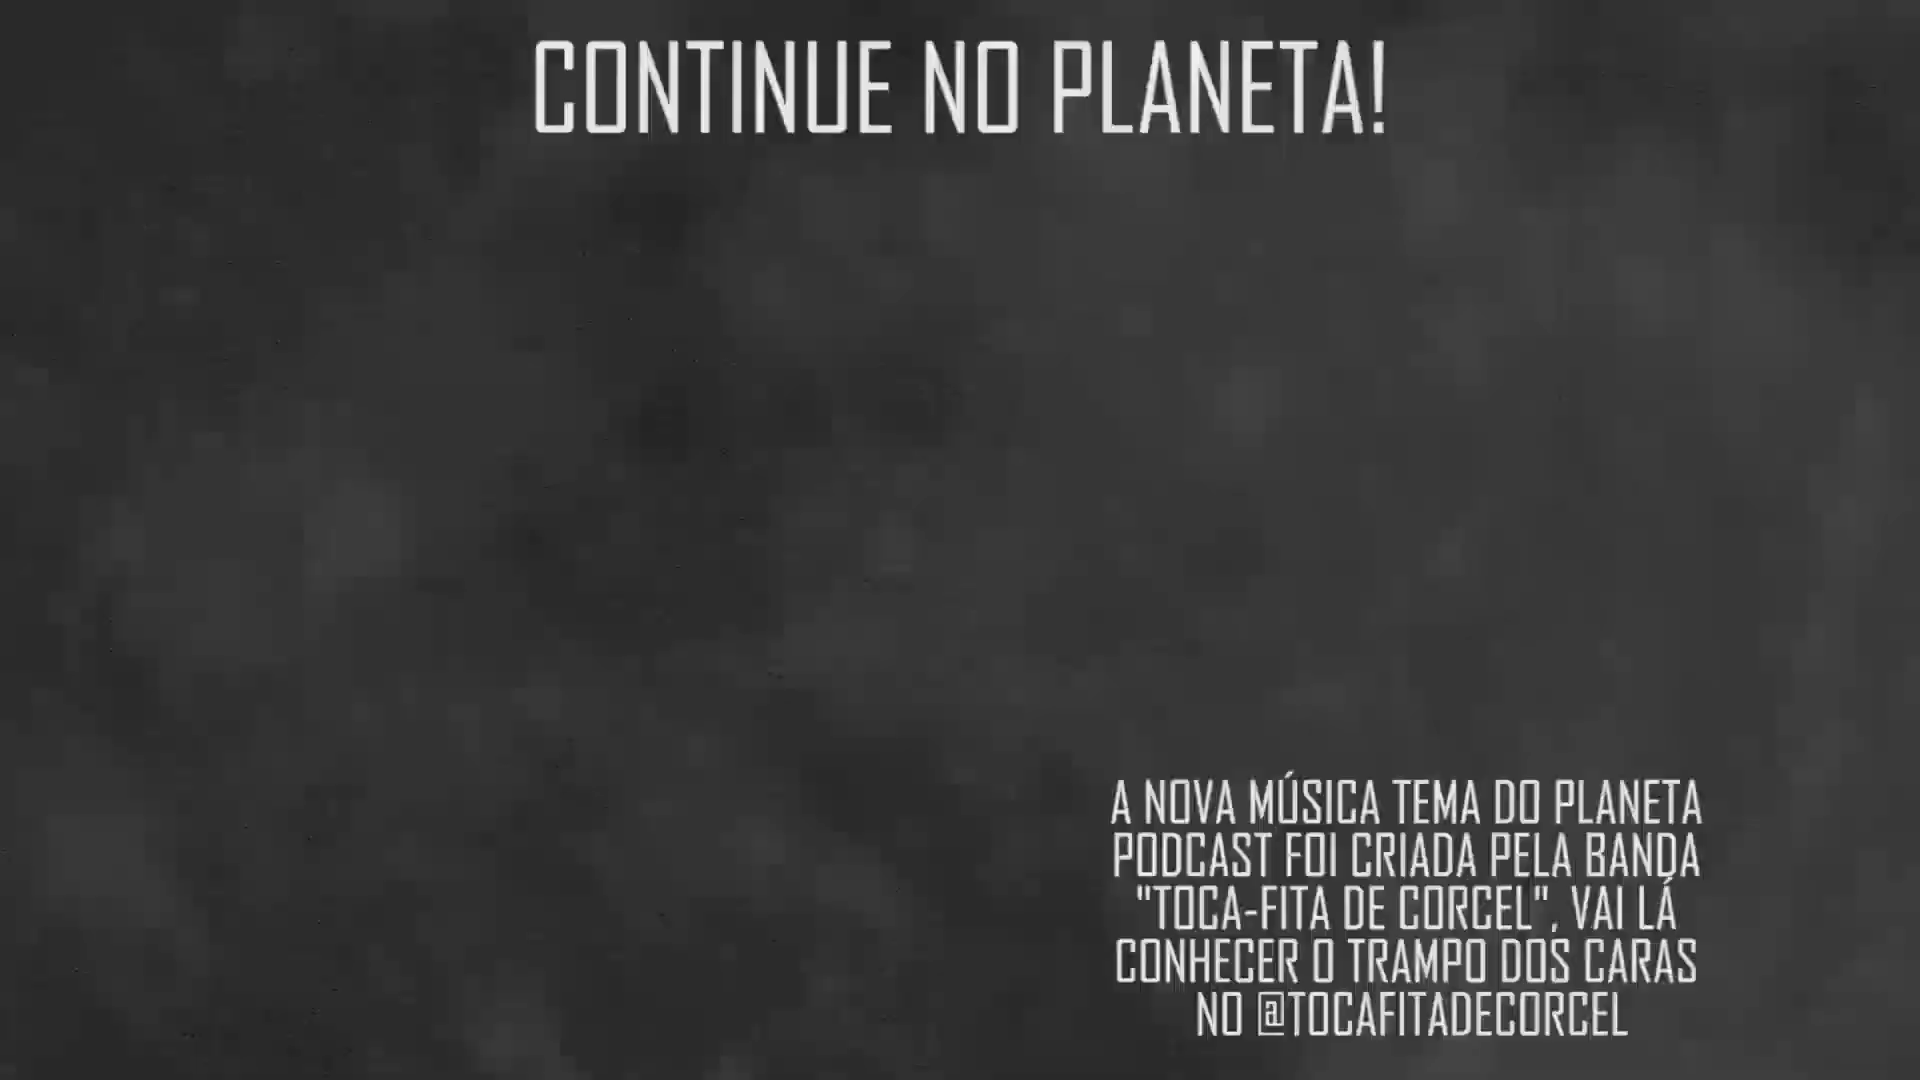 CONTINUE NO PLANETA!
A NOVA MÚSICA TEMA DO PLANETA
PODCAST FOI CRIADA PELA BANDA
"TOCA-FITA DE CORCEL", VAI LÁ
CONHECER O TRAMPO DOS CARAS
NO @TOCAFITADECORCEL